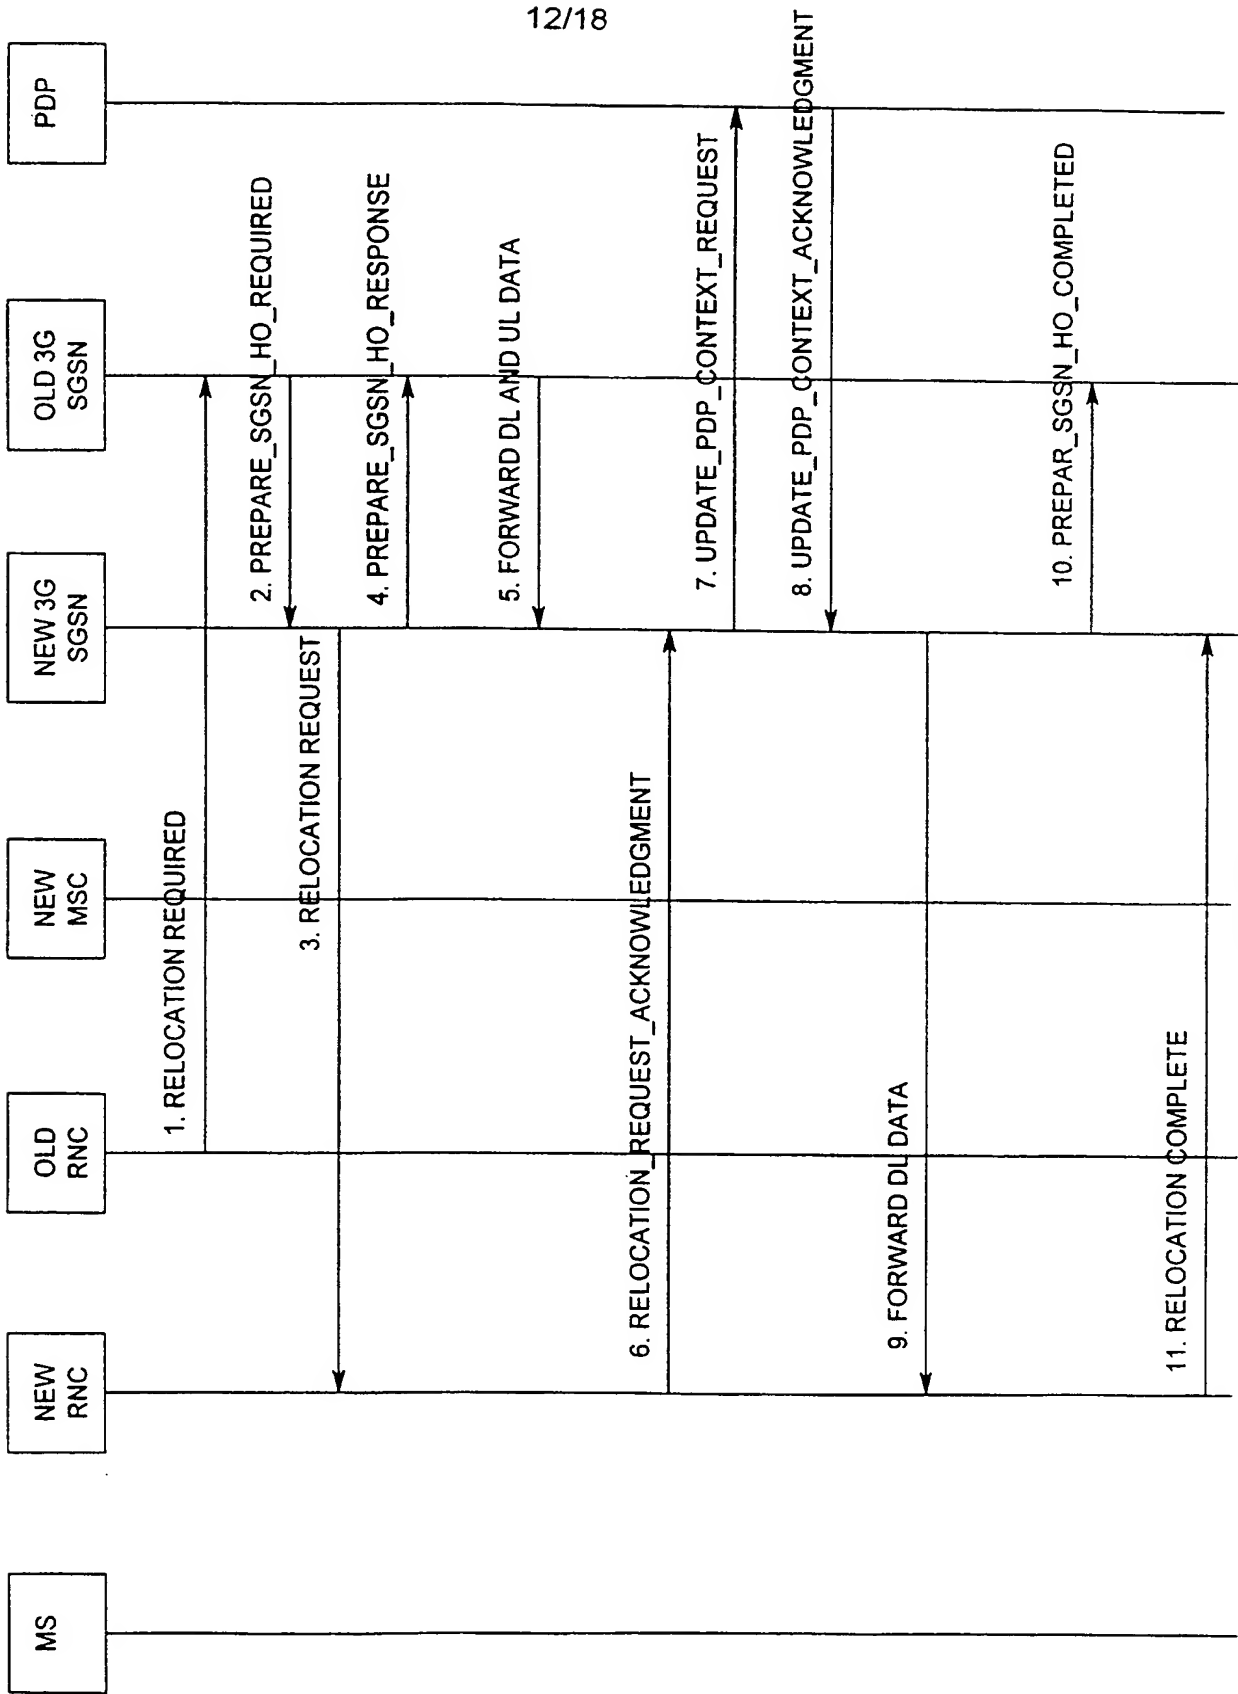 12/18
MS
NEW
RNC
OLD
RNC
NEW
MSC
NEW 3G
SGSN
OLD 3G
SGSN
PDP
1. RELOCATION REQUIRED
2. PREPARE_SGSN_HO_REQUIRED
3. RELOCATION REQUEST
4. PREPARE_SGSN_HO_RESPONSE
5. FORWARD DL AND UL DATA
6. RELOCATION_REQUEST_ACKNOWLEDGMENT
7. UPDATE_PDP_CONTEXT_REQUEST
8. UPDATE_PDP_CONTEXT_ACKNOWLEDGMENT
9. FORWARD DL DATA
10. PREPAR_SGSN_HO_COMPLETED
11. RELOCATION COMPLETE